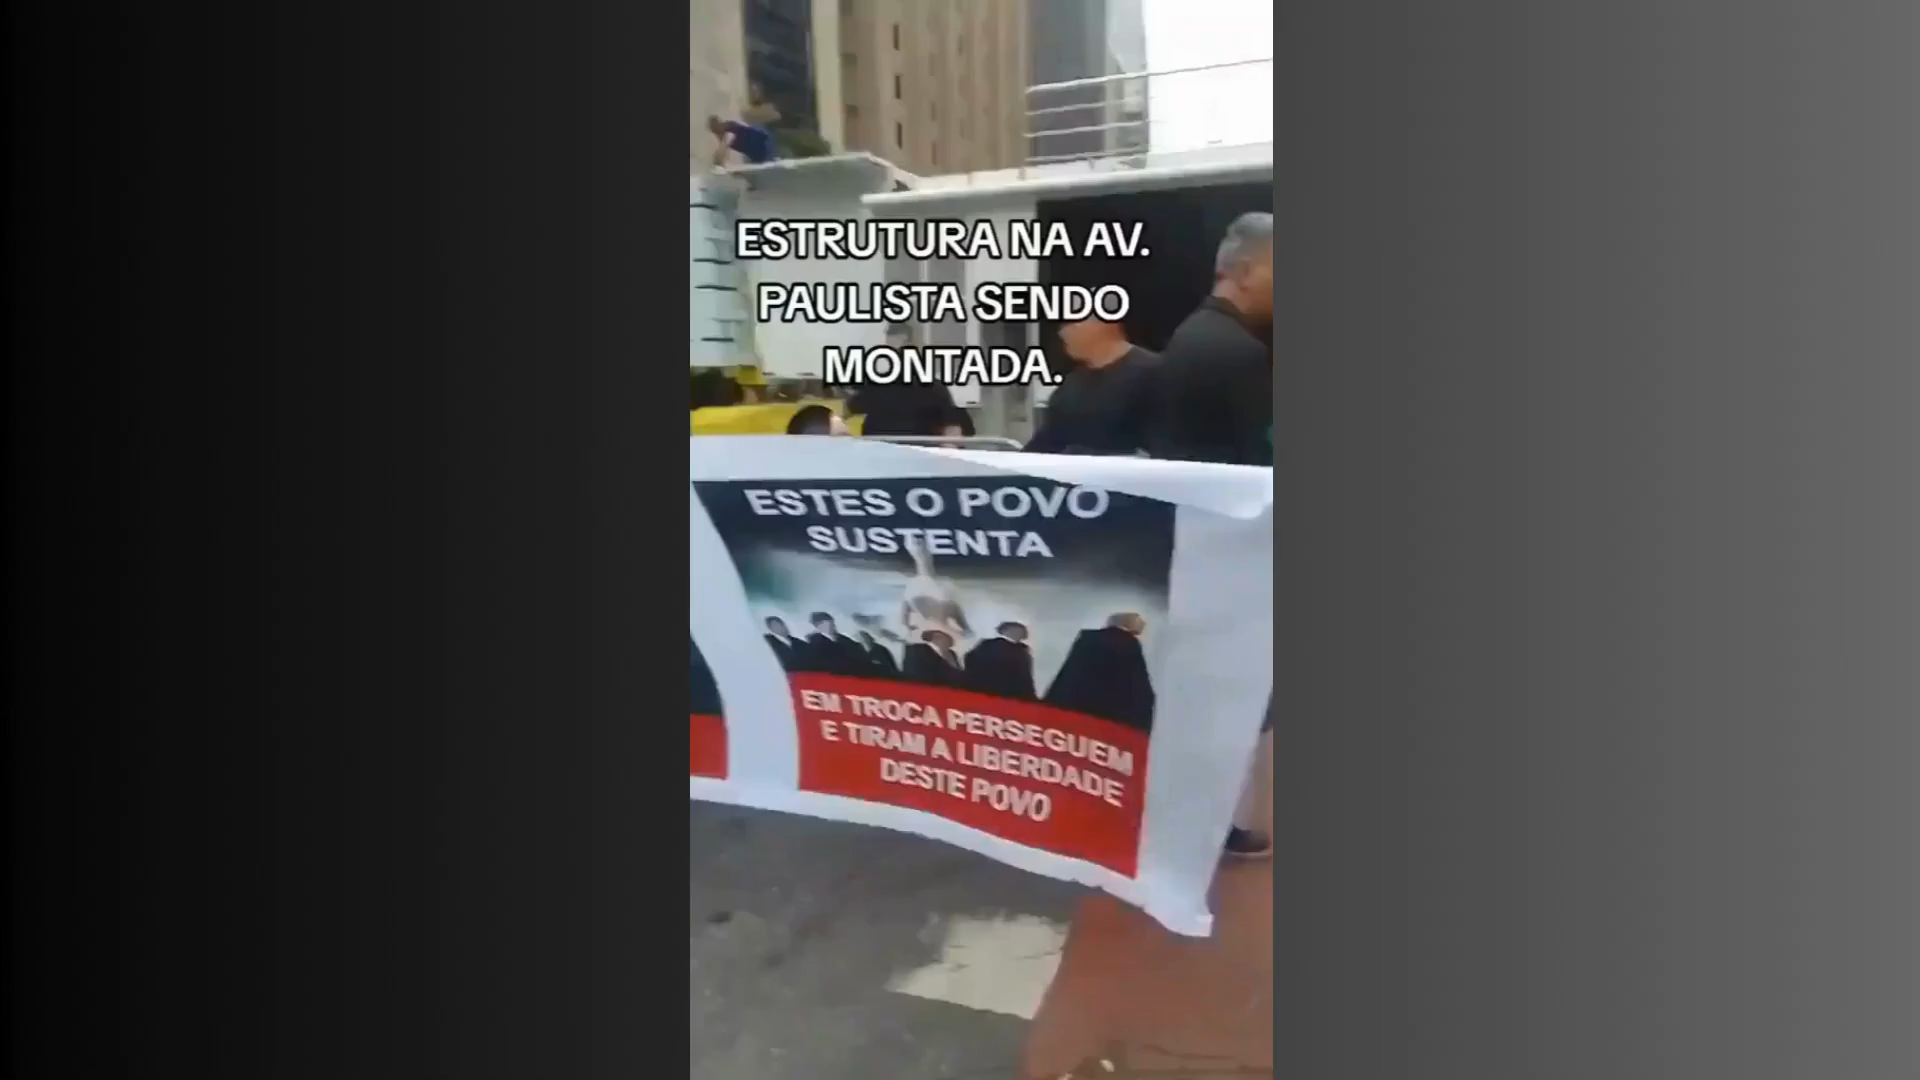 ESTRUTURA NA AV.
PAULISTA SENDO
MONTADA.
ESTES O POVO
SUSTENTA
EM TROCA PERSEGUEM
E TIRAM A LIBERDADE
DESTE POVO